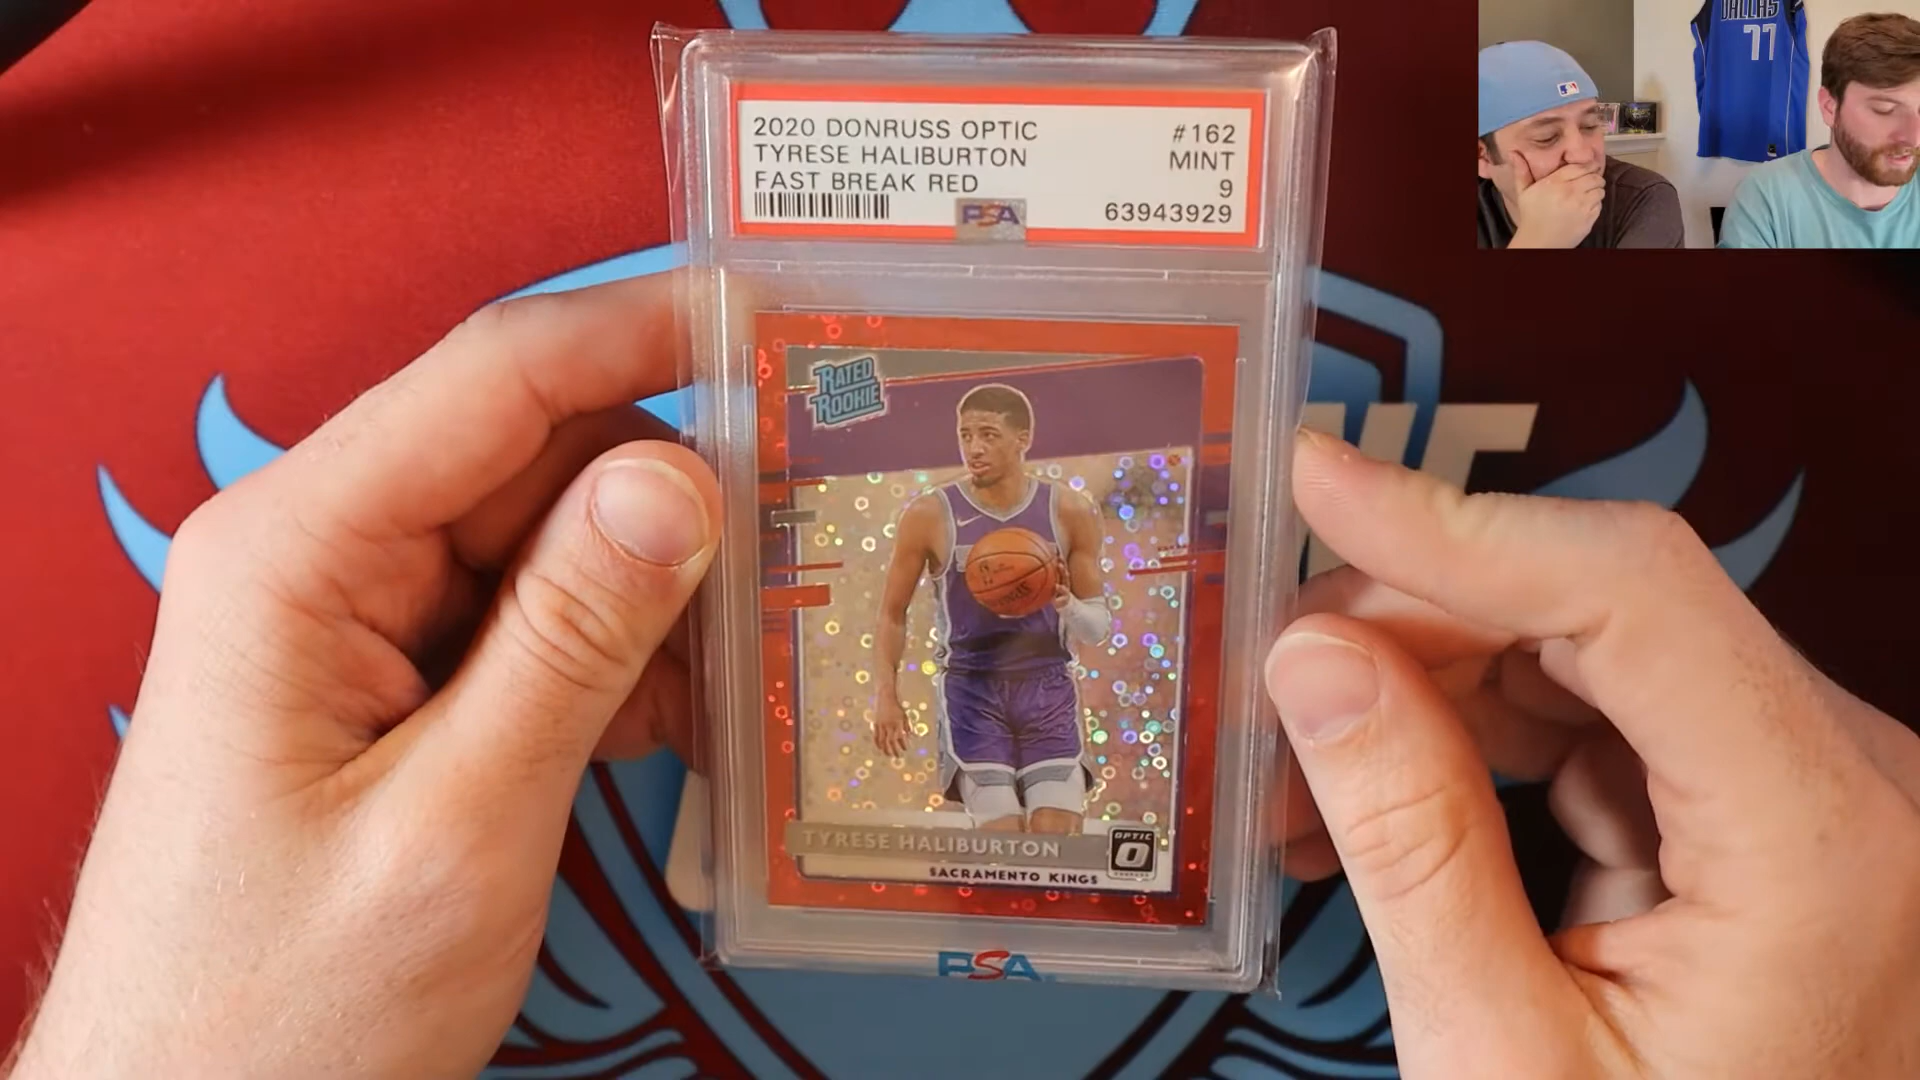 2020 DONRUSS OPTIC #162
TYRESE HALIBURTON MINT
FAST BREAK RED 9
PSA 63943929
RATED
ROOKIE
TYRESE HALIBURTON
OPTIC
SACRAMENTO KINGS
PSA
DALLAS
77